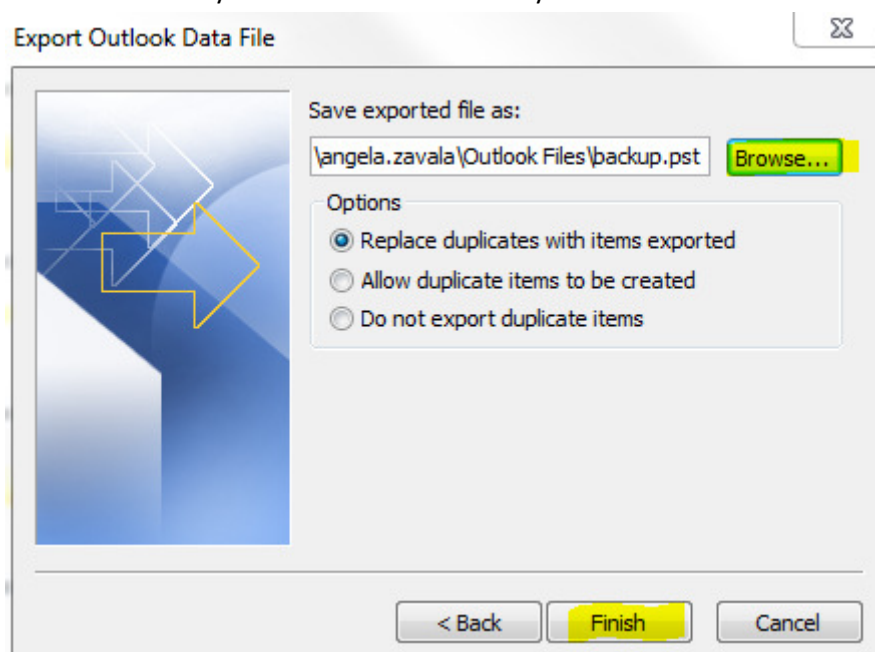 Export Outlook Data File
Save exported file as:
\angela.zavala\Outlook Files\backup.pst Browse...
Options
Replace duplicates with items exported
Allow duplicate items to be created
Do not export duplicate items
< Back Finish Cancel